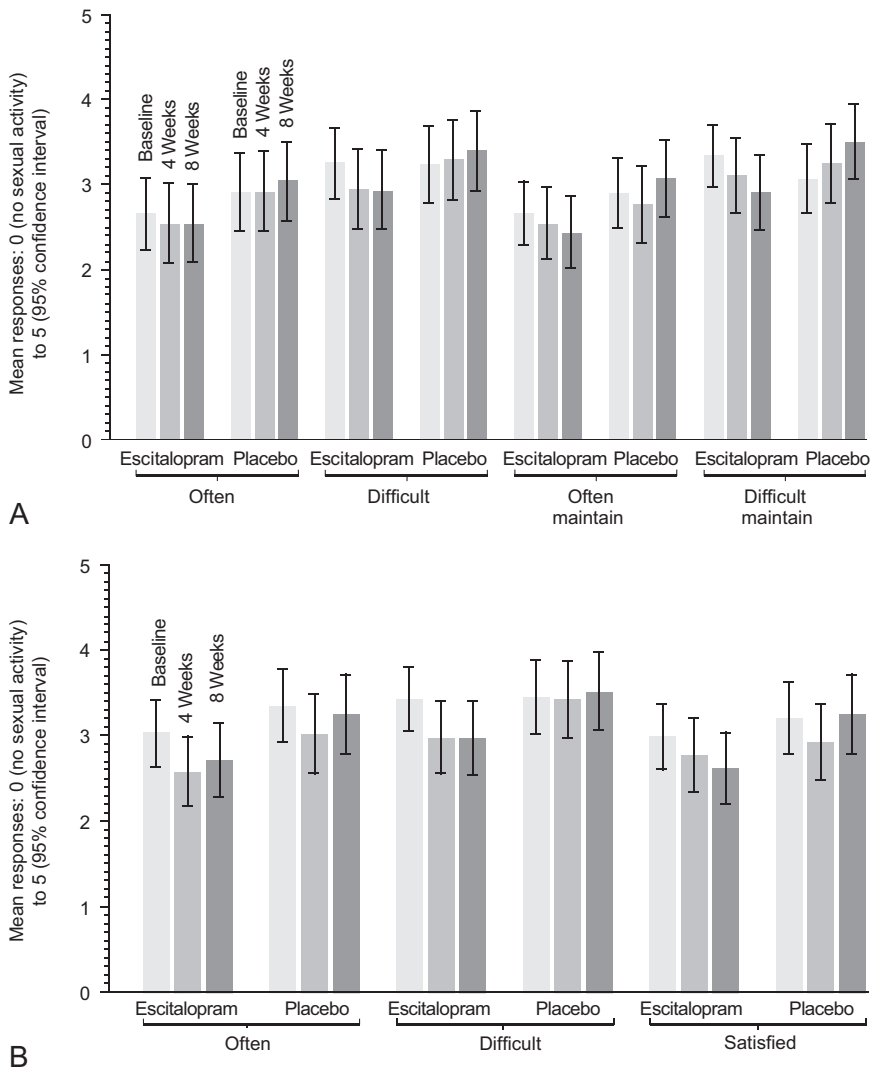 Mean responses: 0 (no sexual activity)
to 5 (95% confidence interval)
5
4
3
2
1
0
Baseline
4 Weeks
8 Weeks
Baseline
4 Weeks
8 Weeks
Escitalopram Placebo Escitalopram Placebo Escitalopram Placebo Escitalopram Placebo
Often Difficult Often Difficult
maintain maintain
A
Mean responses: 0 (no sexual activity)
to 5 (95% confidence interval)
5
4
3
2
1
0
Baseline
4 Weeks
8 Weeks
Escitalopram Placebo Escitalopram Placebo Escitalopram Placebo
Often Difficult Satisfied
B